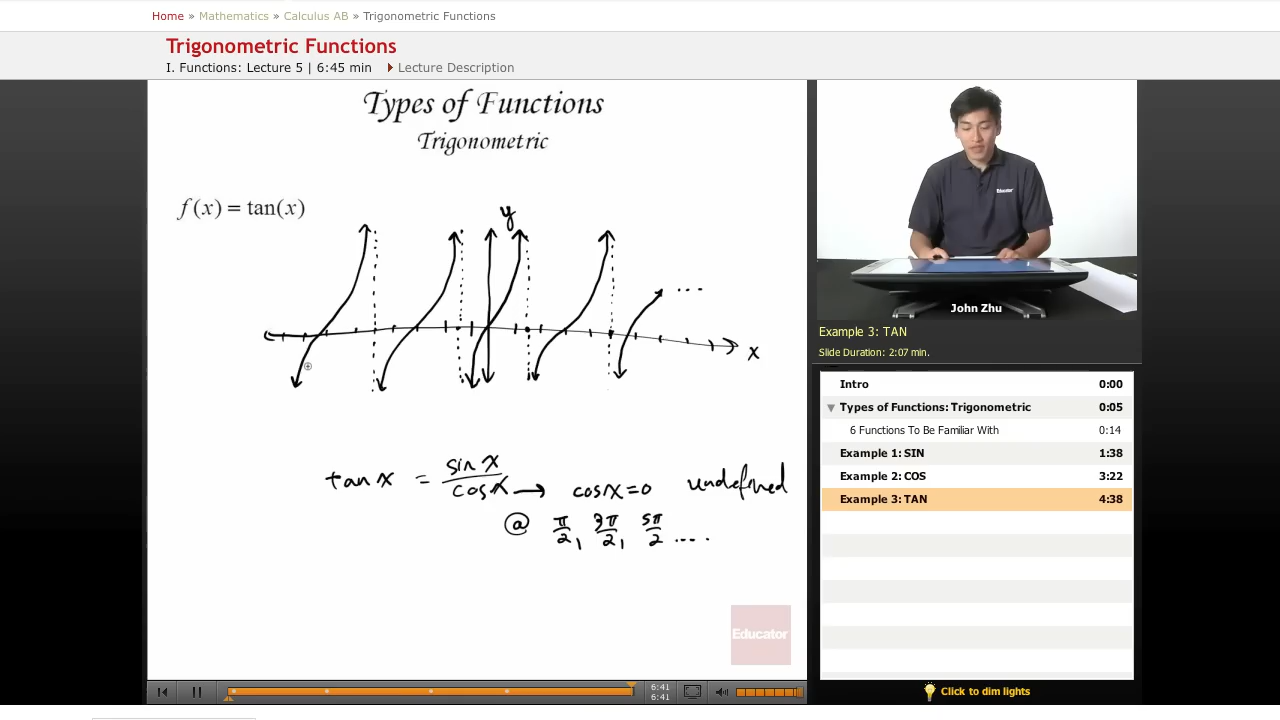 Home » Mathematics » Calculus AB » Trigonometric Functions
Trigonometric Functions
I. Functions: Lecture 5 | 6:45 min Lecture Description
Types of Functions
Trigonometric
f(x) = tan(x)
y
x
tan x = sin x / cos x → cos x = 0 undefined
@ π/2, 3π/2, 5π/2 ....
Educator
Educator
John Zhu
Example 3: TAN
Slide Duration: 2:07 min.
Intro 0:00
Types of Functions: Trigonometric 0:05
6 Functions To Be Familiar With 0:14
Example 1: SIN 1:38
Example 2: COS 3:22
Example 3: TAN 4:38
6:41
6:41
Click to dim lights